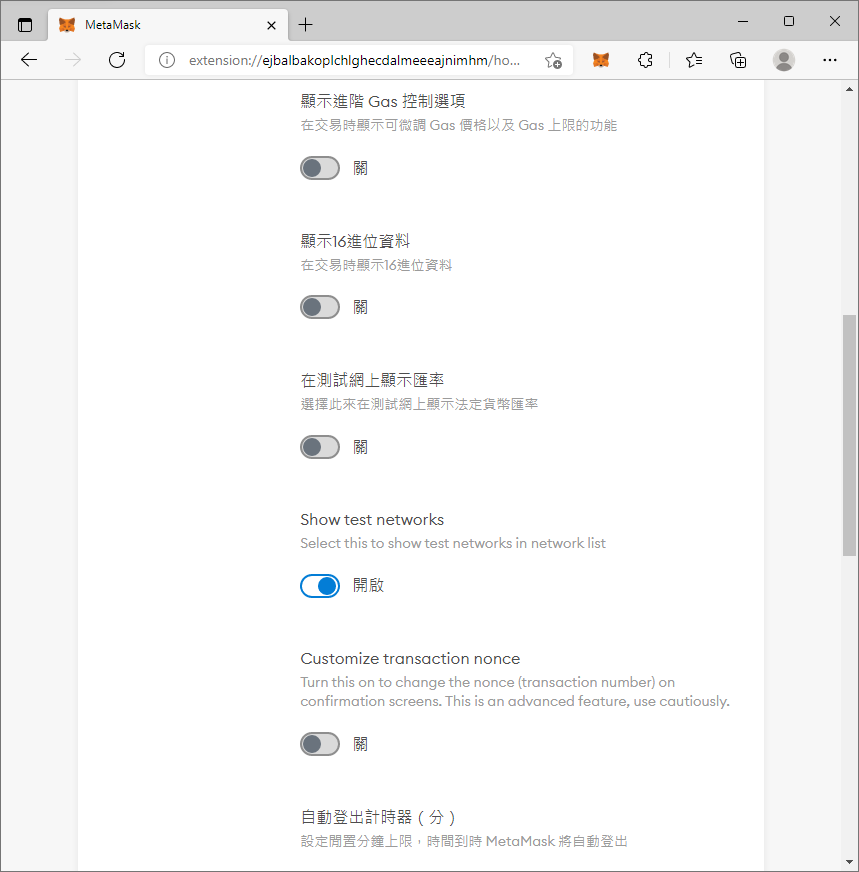 MetaMask
extension://ejbalbakoplchlghecdalmeeeajnimhm/ho...
顯示進階 Gas 控制選項
在交易時顯示可微調 Gas 價格以及 Gas 上限的功能
關
顯示16進位資料
在交易時顯示16進位資料
關
在測試網上顯示匯率
選擇此來在測試網上顯示法定貨幣匯率
關
Show test networks
Select this to show test networks in network list
開啟
Customize transaction nonce
Turn this on to change the nonce (transaction number) on
confirmation screens. This is an advanced feature, use cautiously.
關
自動登出計時器（分）
設定閒置分鐘上限，時間到時 MetaMask 將自動登出